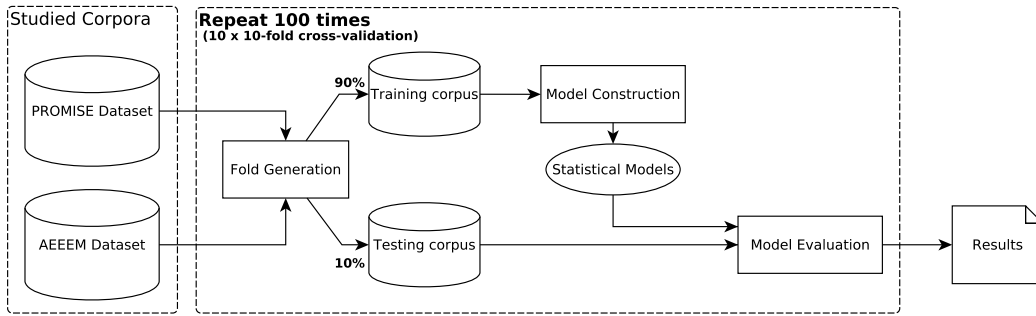 Studied Corpora
Repeat 100 times
(10 x 10-fold cross-validation)
PROMISE Dataset
AEEEM Dataset
Fold Generation
90%
Training corpus
10%
Testing corpus
Model Construction
Statistical Models
Model Evaluation
Results